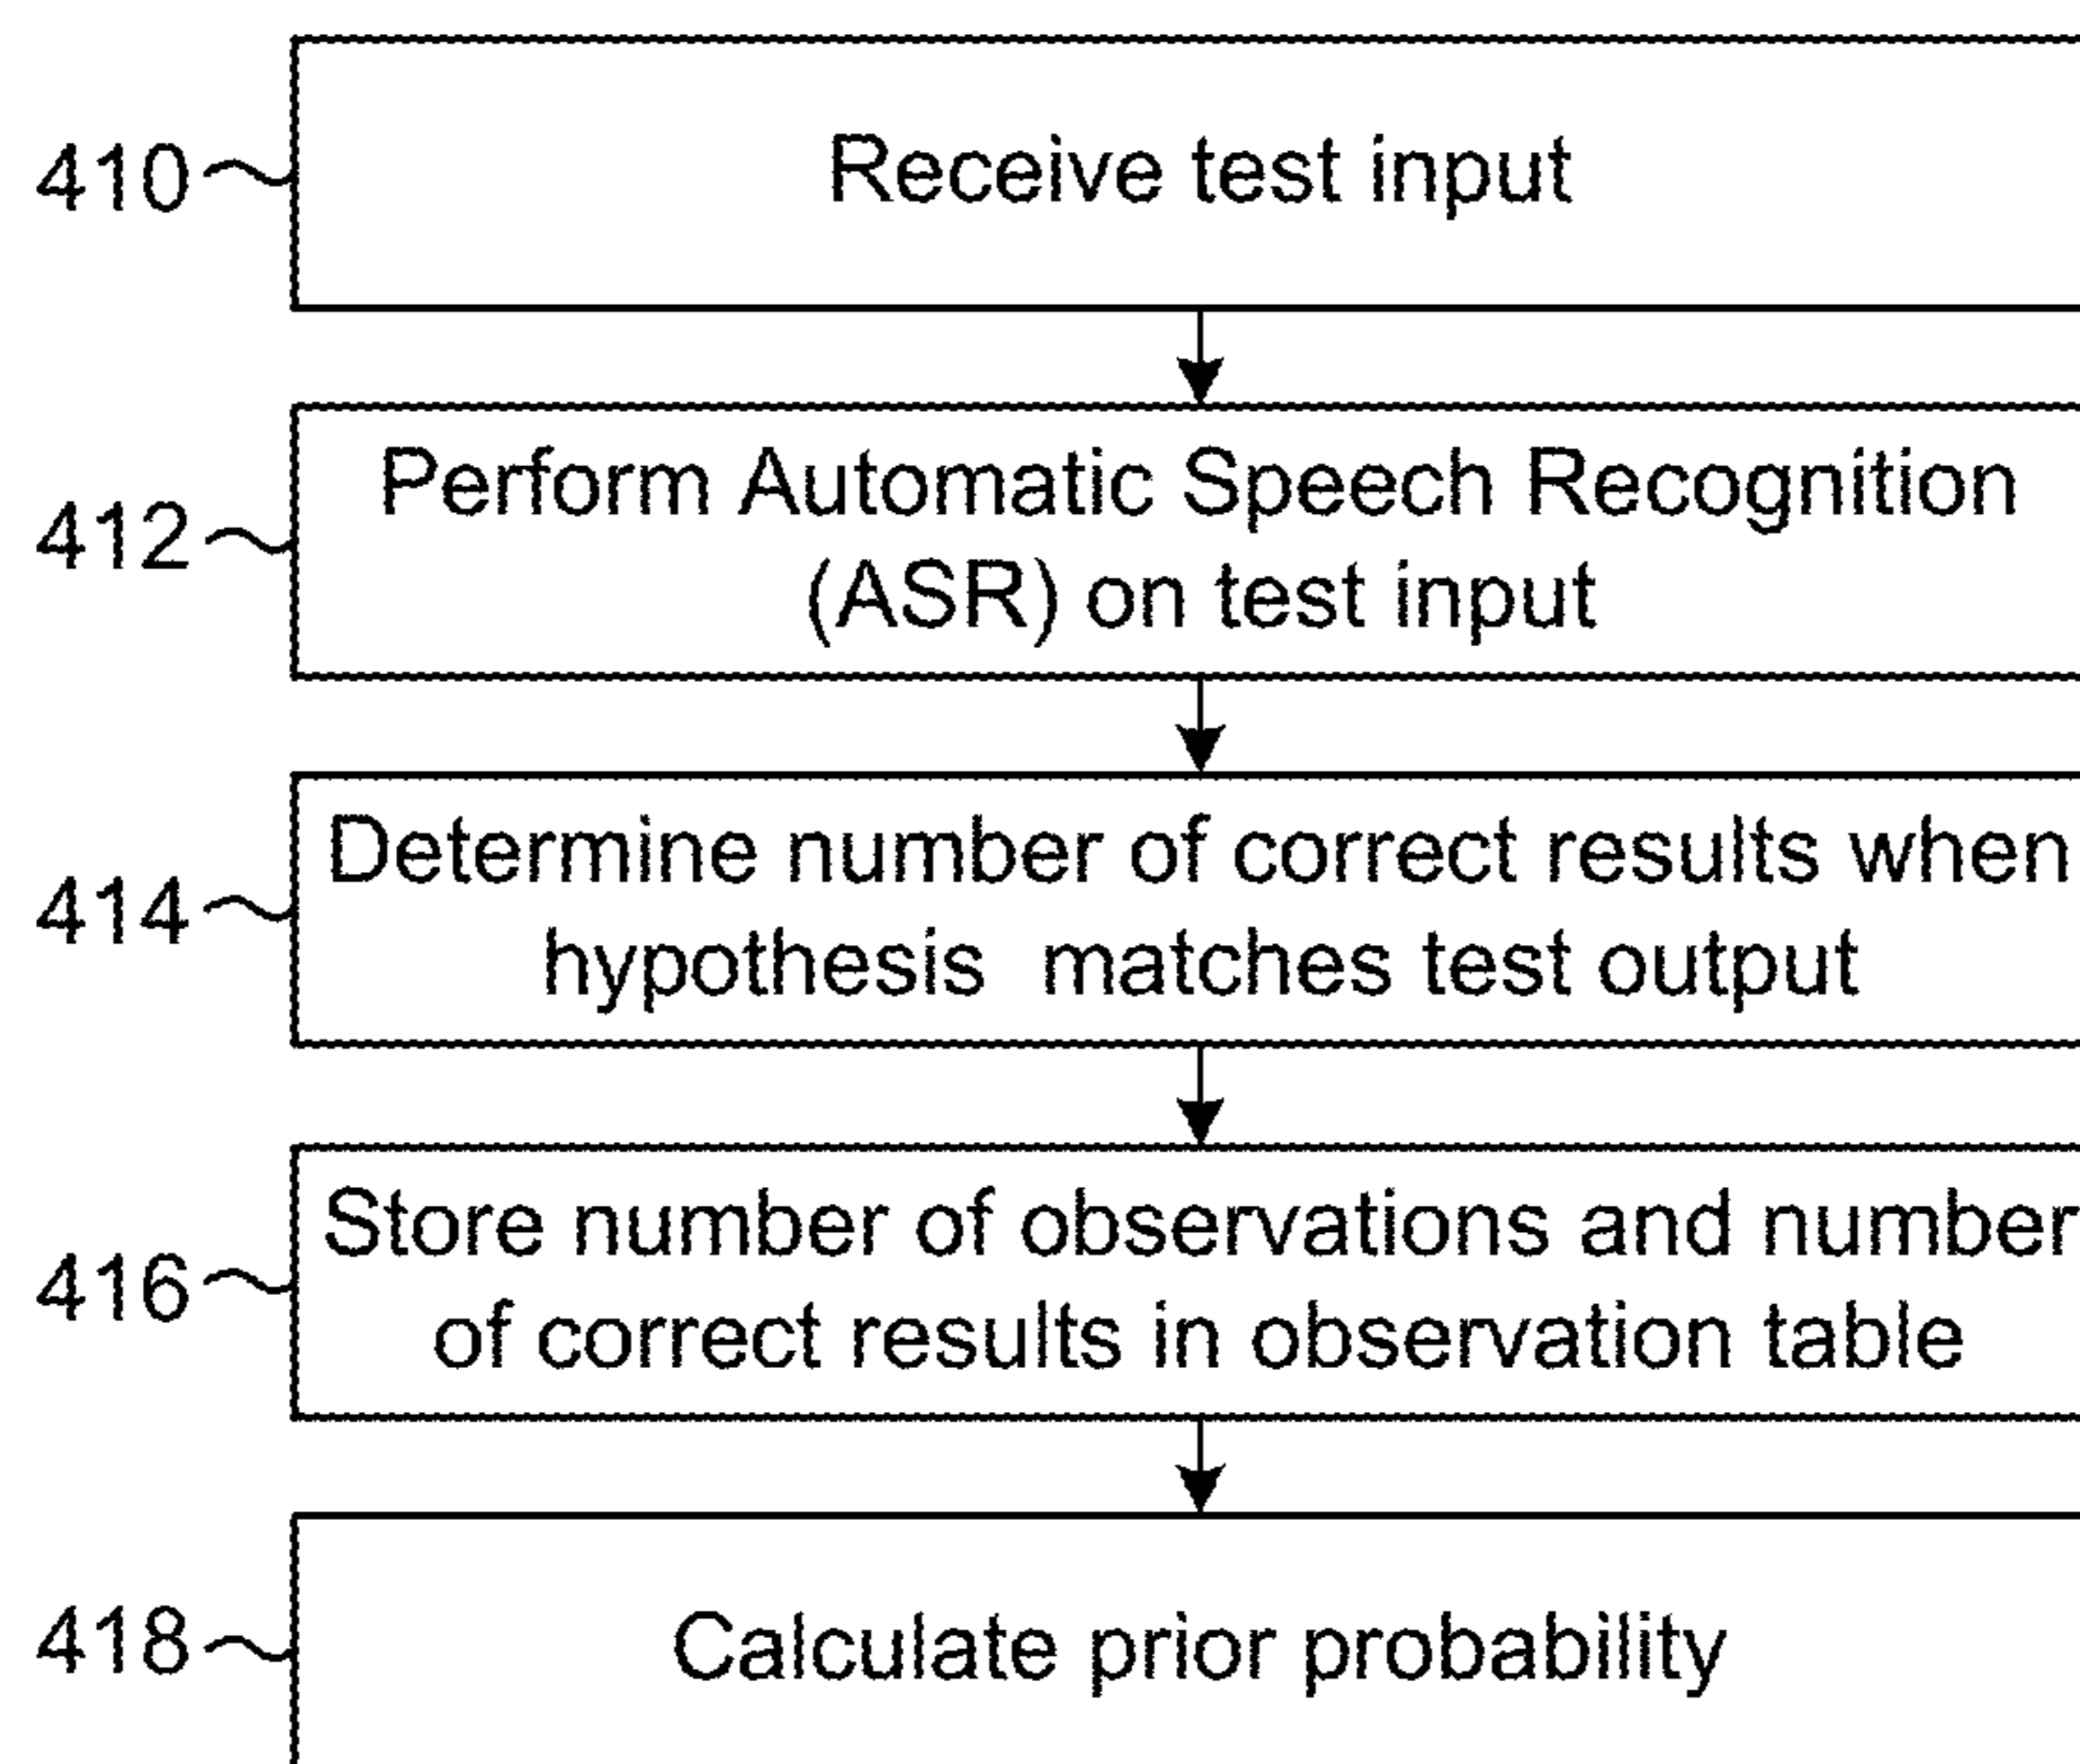 410
Receive test input
412
Perform Automatic Speech Recognition
(ASR) on test input
414
Determine number of correct results when
hypothesis matches test output
416
Store number of observations and number
of correct results in observation table
418
Calculate prior probability